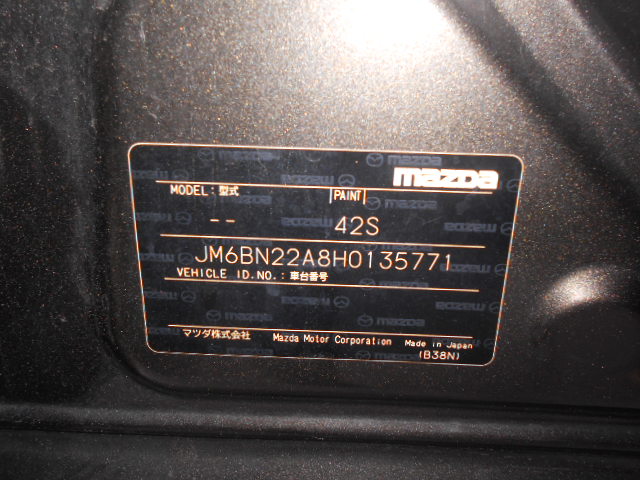 mazda
MODEL: 型式 PAINT
-- 42S
JM6BN22A8H0135771
VEHICLE ID.NO.: 車台番号
マツダ株式会社 Mazda Motor Corporation Made in Japan
(B38N)